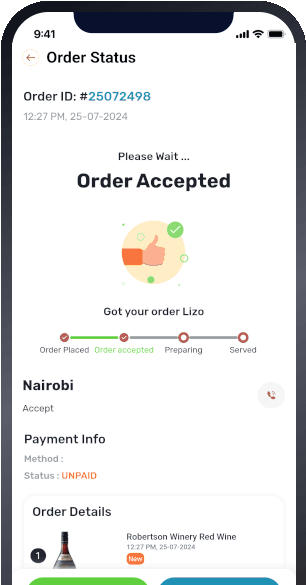 9:41
Order Status
Order ID: #25072498
12:27 PM, 25-07-2024
Please Wait ...
Order Accepted
Got your order Lizo
Order Placed Order accepted Preparing Served
Nairobi
Accept
Payment Info
Method :
Status : UNPAID
Order Details
Robertson Winery Red Wine
12:27 PM, 25-07-2024
1
New